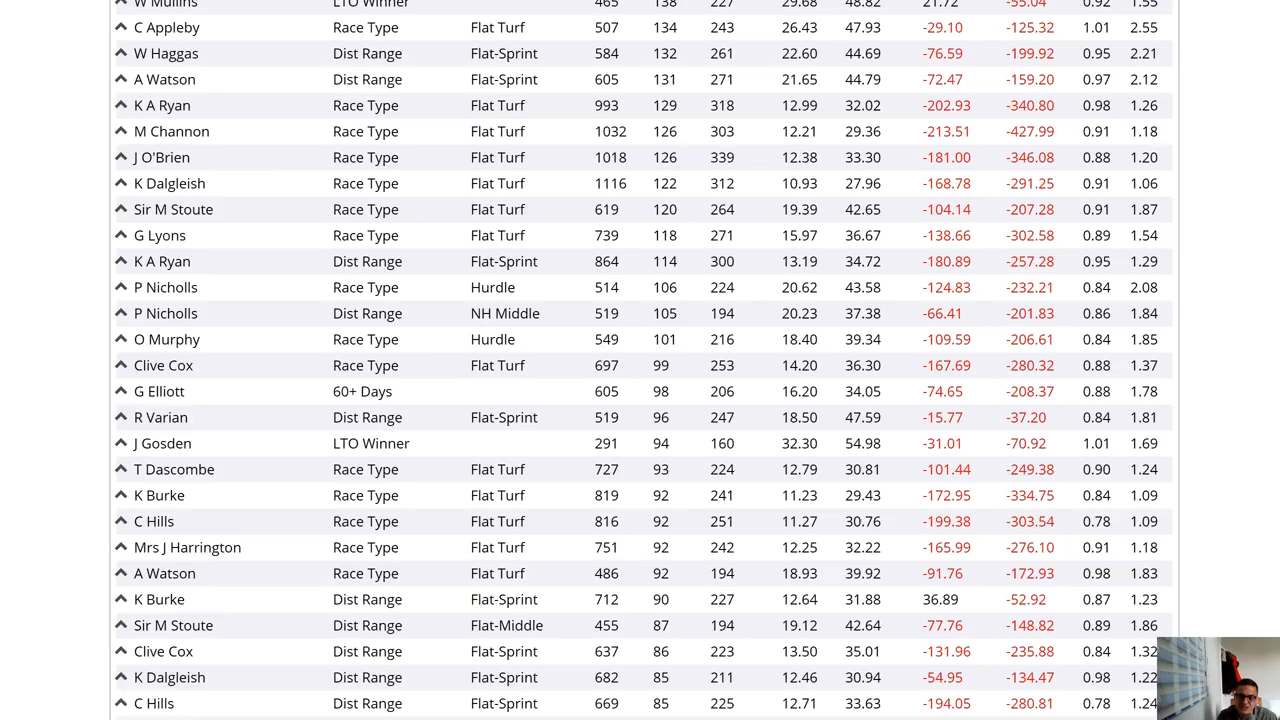 W Mullins LTO Winner 465 138 227 29.68 48.82 21.72 -55.04 0.92 1.55
C Appleby Race Type Flat Turf 507 134 243 26.43 47.93 -29.10 -125.32 1.01 2.55
W Haggas Dist Range Flat-Sprint 584 132 261 22.60 44.69 -76.59 -199.92 0.95 2.21
A Watson Dist Range Flat-Sprint 605 131 271 21.65 44.79 -72.47 -159.20 0.97 2.12
K A Ryan Race Type Flat Turf 993 129 318 12.99 32.02 -202.93 -340.80 0.98 1.26
M Channon Race Type Flat Turf 1032 126 303 12.21 29.36 -213.51 -427.99 0.91 1.18
J O'Brien Race Type Flat Turf 1018 126 339 12.38 33.30 -181.00 -346.08 0.88 1.20
K Dalgleish Race Type Flat Turf 1116 122 312 10.93 27.96 -168.78 -291.25 0.91 1.06
Sir M Stoute Race Type Flat Turf 619 120 264 19.39 42.65 -104.14 -207.28 0.91 1.87
G Lyons Race Type Flat Turf 739 118 271 15.97 36.67 -138.66 -302.58 0.89 1.54
K A Ryan Dist Range Flat-Sprint 864 114 300 13.19 34.72 -180.89 -257.28 0.95 1.29
P Nicholls Race Type Hurdle 514 106 224 20.62 43.58 -124.83 -232.21 0.84 2.08
P Nicholls Dist Range NH Middle 519 105 194 20.23 37.38 -66.41 -201.83 0.86 1.84
O Murphy Race Type Hurdle 549 101 216 18.40 39.34 -109.59 -206.61 0.84 1.85
Clive Cox Race Type Flat Turf 697 99 253 14.20 36.30 -167.69 -280.32 0.88 1.37
G Elliott 60+ Days 605 98 206 16.20 34.05 -74.65 -208.37 0.88 1.78
R Varian Dist Range Flat-Sprint 519 96 247 18.50 47.59 -15.77 -37.20 0.84 1.81
J Gosden LTO Winner 291 94 160 32.30 54.98 -31.01 -70.92 1.01 1.69
T Dascombe Race Type Flat Turf 727 93 224 12.79 30.81 -101.44 -249.38 0.90 1.24
K Burke Race Type Flat Turf 819 92 241 11.23 29.43 -172.95 -334.75 0.84 1.09
C Hills Race Type Flat Turf 816 92 251 11.27 30.76 -199.38 -303.54 0.78 1.09
Mrs J Harrington Race Type Flat Turf 751 92 242 12.25 32.22 -165.99 -276.10 0.91 1.18
A Watson Race Type Flat Turf 486 92 194 18.93 39.92 -91.76 -172.93 0.98 1.83
K Burke Dist Range Flat-Sprint 712 90 227 12.64 31.88 36.89 -52.92 0.87 1.23
Sir M Stoute Dist Range Flat-Middle 455 87 194 19.12 42.64 -77.76 -148.82 0.89 1.86
Clive Cox Dist Range Flat-Sprint 637 86 223 13.50 35.01 -131.96 -235.88 0.84 1.32
K Dalgleish Dist Range Flat-Sprint 682 85 211 12.46 30.94 -54.95 -134.47 0.98 1.22
C Hills Dist Range Flat-Sprint 669 85 225 12.71 33.63 -194.05 -280.81 0.78 1.24